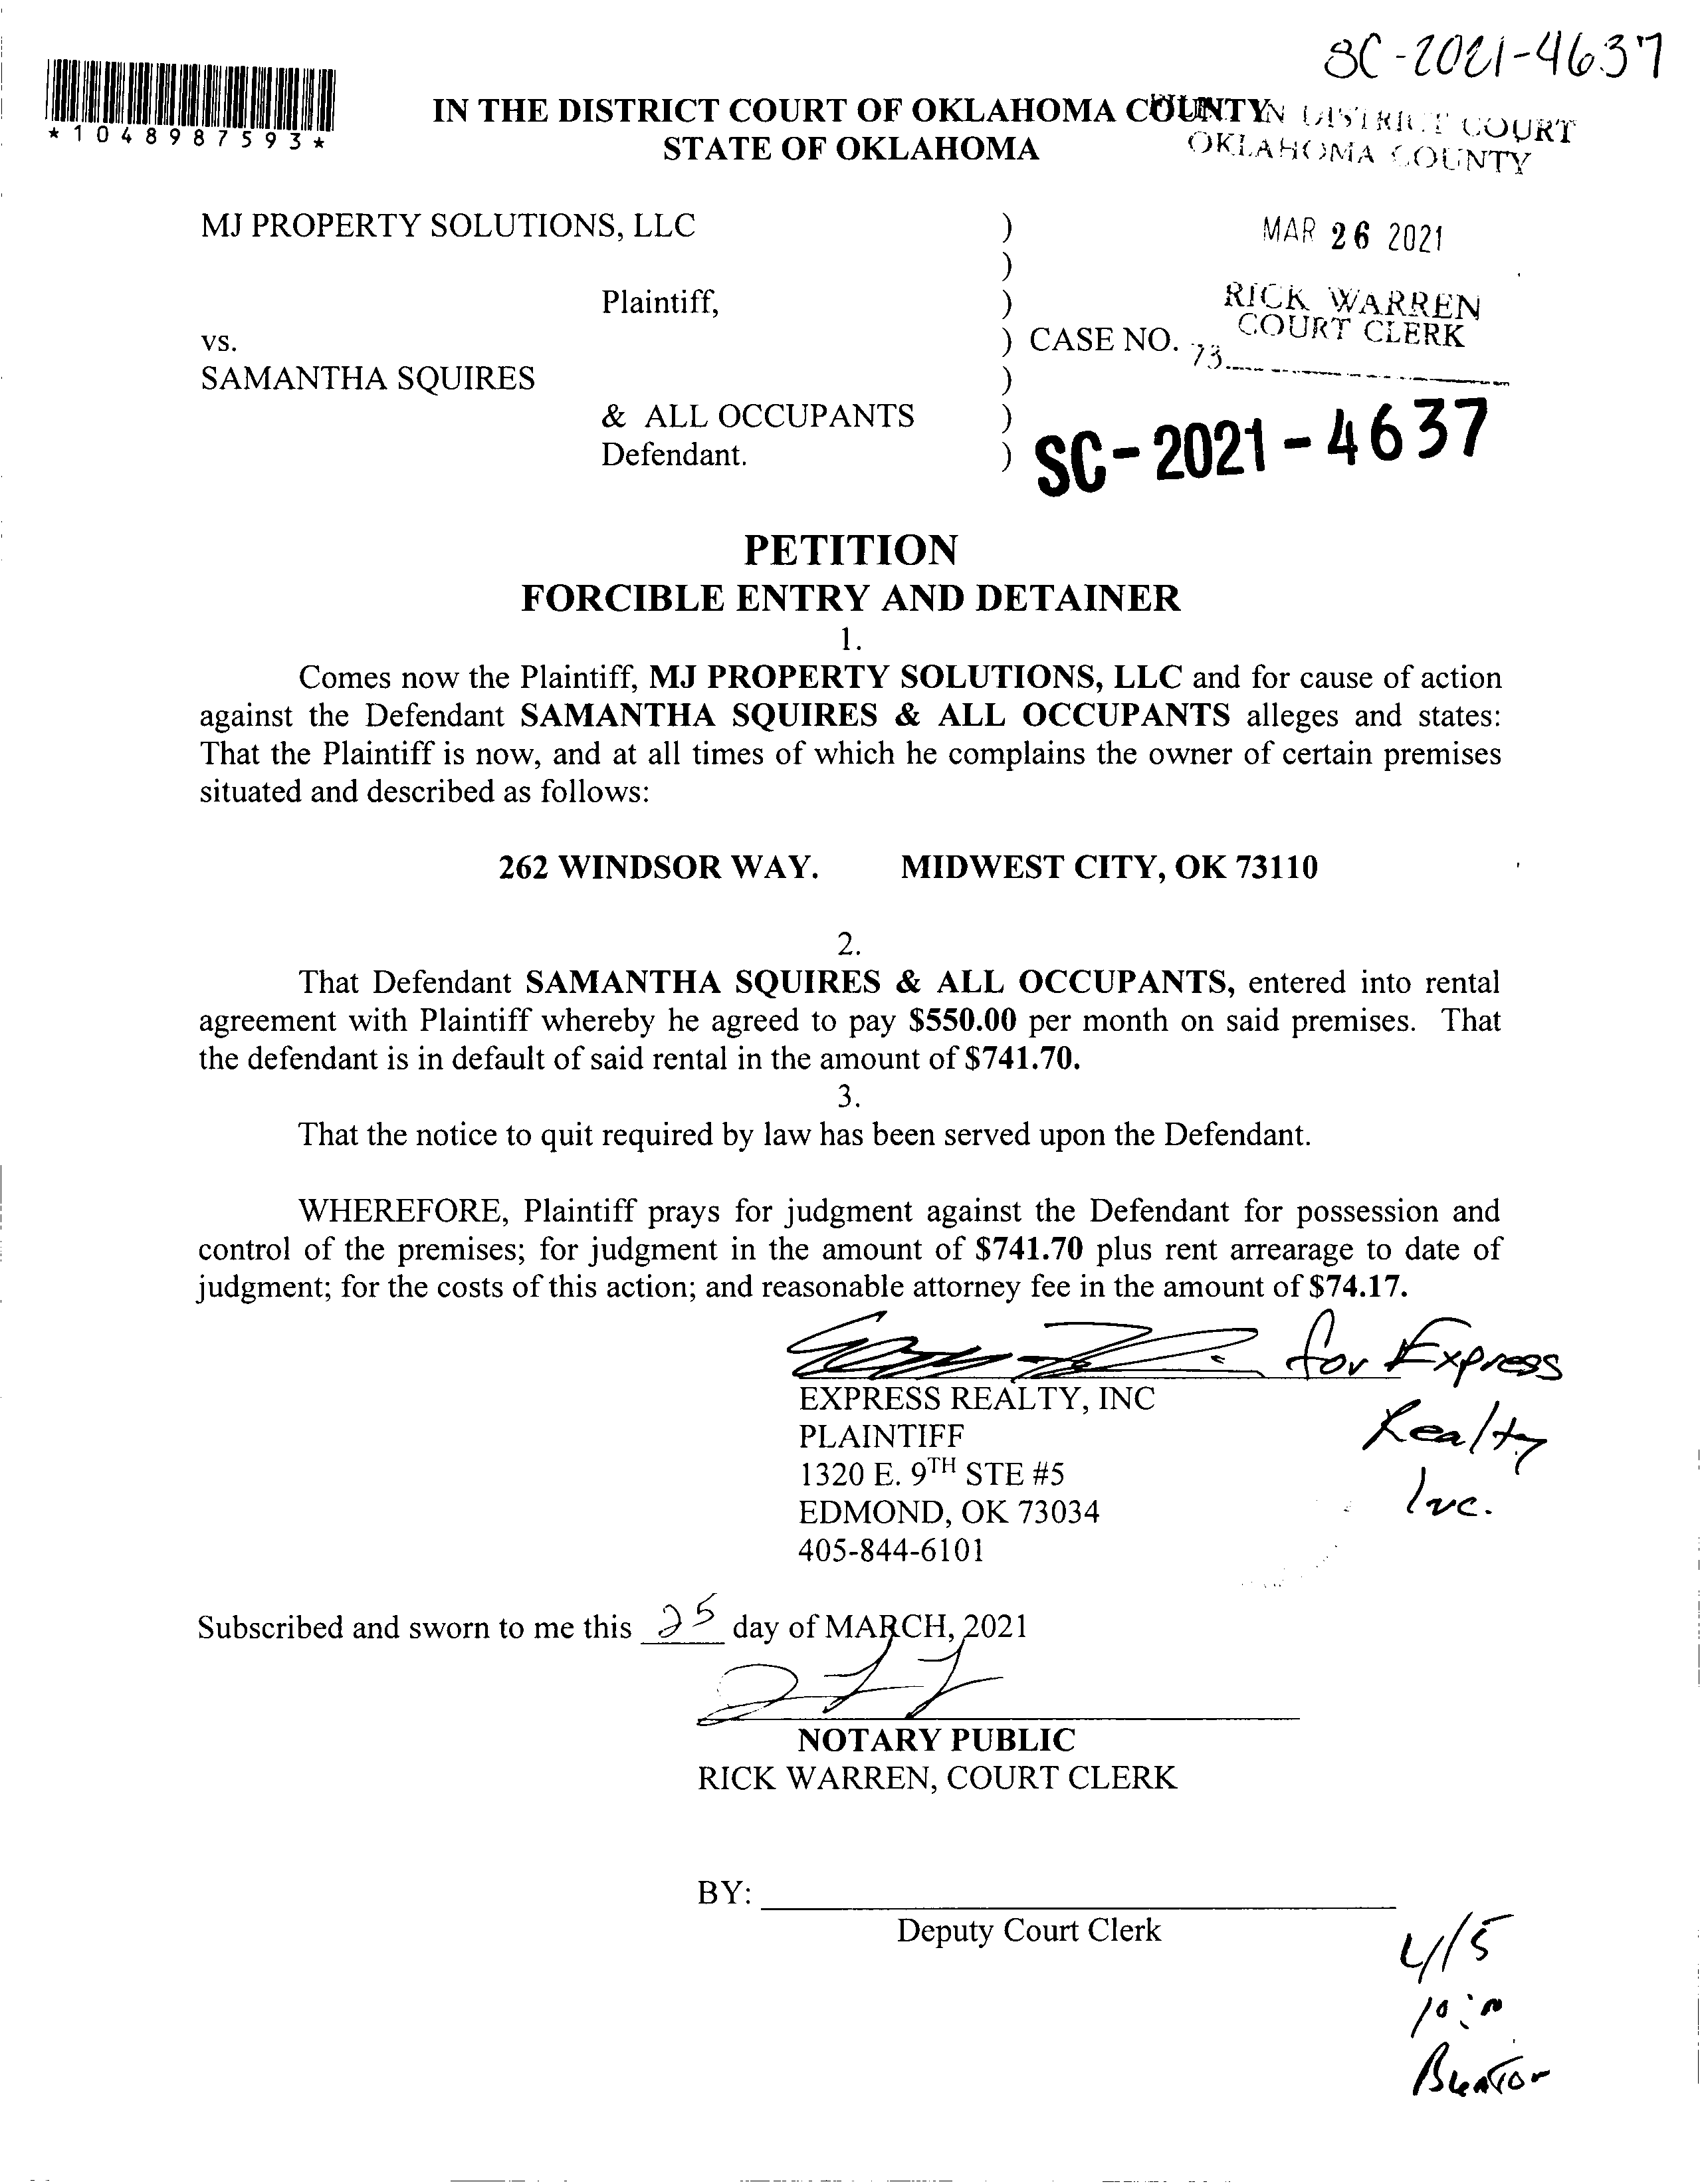 SC-2021-4637
*1048987593*
IN THE DISTRICT COURT OF OKLAHOMA COUNTY
STATE OF OKLAHOMA
IN DISTRICT COURT
OKLAHOMA COUNTY
MJ PROPERTY SOLUTIONS, LLC )
MAR 26 2021
)
Plaintiff, )
RICK WARREN
COURT CLERK
vs. ) CASE NO.
73
SAMANTHA SQUIRES )
& ALL OCCUPANTS )
Defendant. )
SC-2021-4637
PETITION
FORCIBLE ENTRY AND DETAINER
1.
Comes now the Plaintiff, MJ PROPERTY SOLUTIONS, LLC and for cause of action
against the Defendant SAMANTHA SQUIRES & ALL OCCUPANTS alleges and states:
That the Plaintiff is now, and at all times of which he complains the owner of certain premises
situated and described as follows:
262 WINDSOR WAY. MIDWEST CITY, OK 73110
2.
That Defendant SAMANTHA SQUIRES & ALL OCCUPANTS, entered into rental
agreement with Plaintiff whereby he agreed to pay $550.00 per month on said premises. That
the defendant is in default of said rental in the amount of $741.70.
3.
That the notice to quit required by law has been served upon the Defendant.
WHEREFORE, Plaintiff prays for judgment against the Defendant for possession and
control of the premises; for judgment in the amount of $741.70 plus rent arrearage to date of
judgment; for the costs of this action; and reasonable attorney fee in the amount of $74.17.
for Express
Realty
Inc.
EXPRESS REALTY, INC
PLAINTIFF
1320 E. 9TH STE #5
EDMOND, OK 73034
405-844-6101
Subscribed and sworn to me this 25 day of MARCH, 2021
NOTARY PUBLIC
RICK WARREN, COURT CLERK
BY:
Deputy Court Clerk
4/5